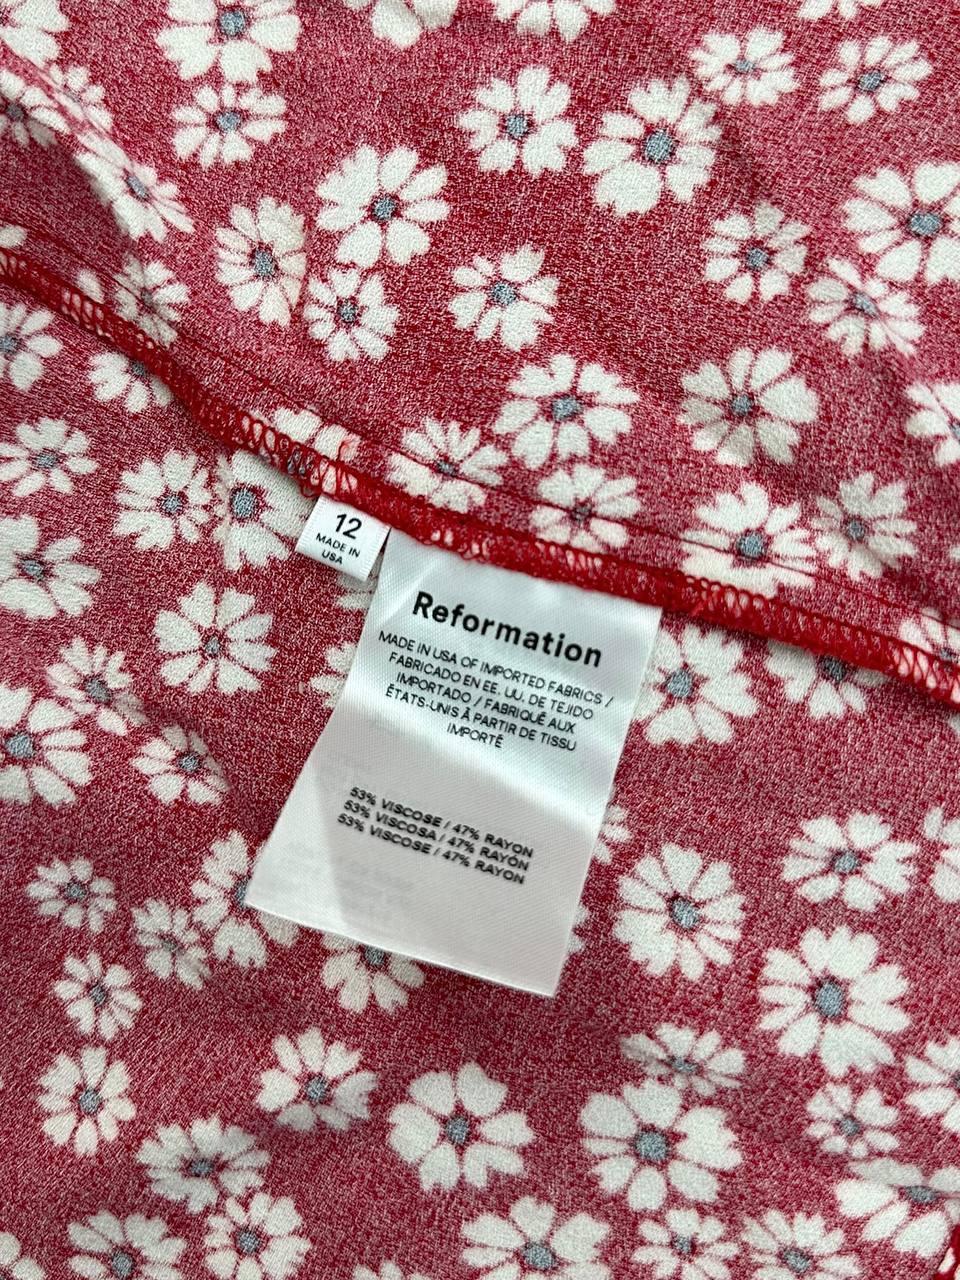 12
MADE IN
USA
Reformation
MADE IN USA OF IMPORTED FABRICS /
FABRICADO EN EE. UU. DE TEJIDO
IMPORTADO / FABRIQUÉ AUX
ÉTATS-UNIS À PARTIR DE TISSU
IMPORTÉ
53% VISCOSE / 47% RAYON
53% VISCOSA / 47% RAYÓN
53% VISCOSE / 47% RAYON